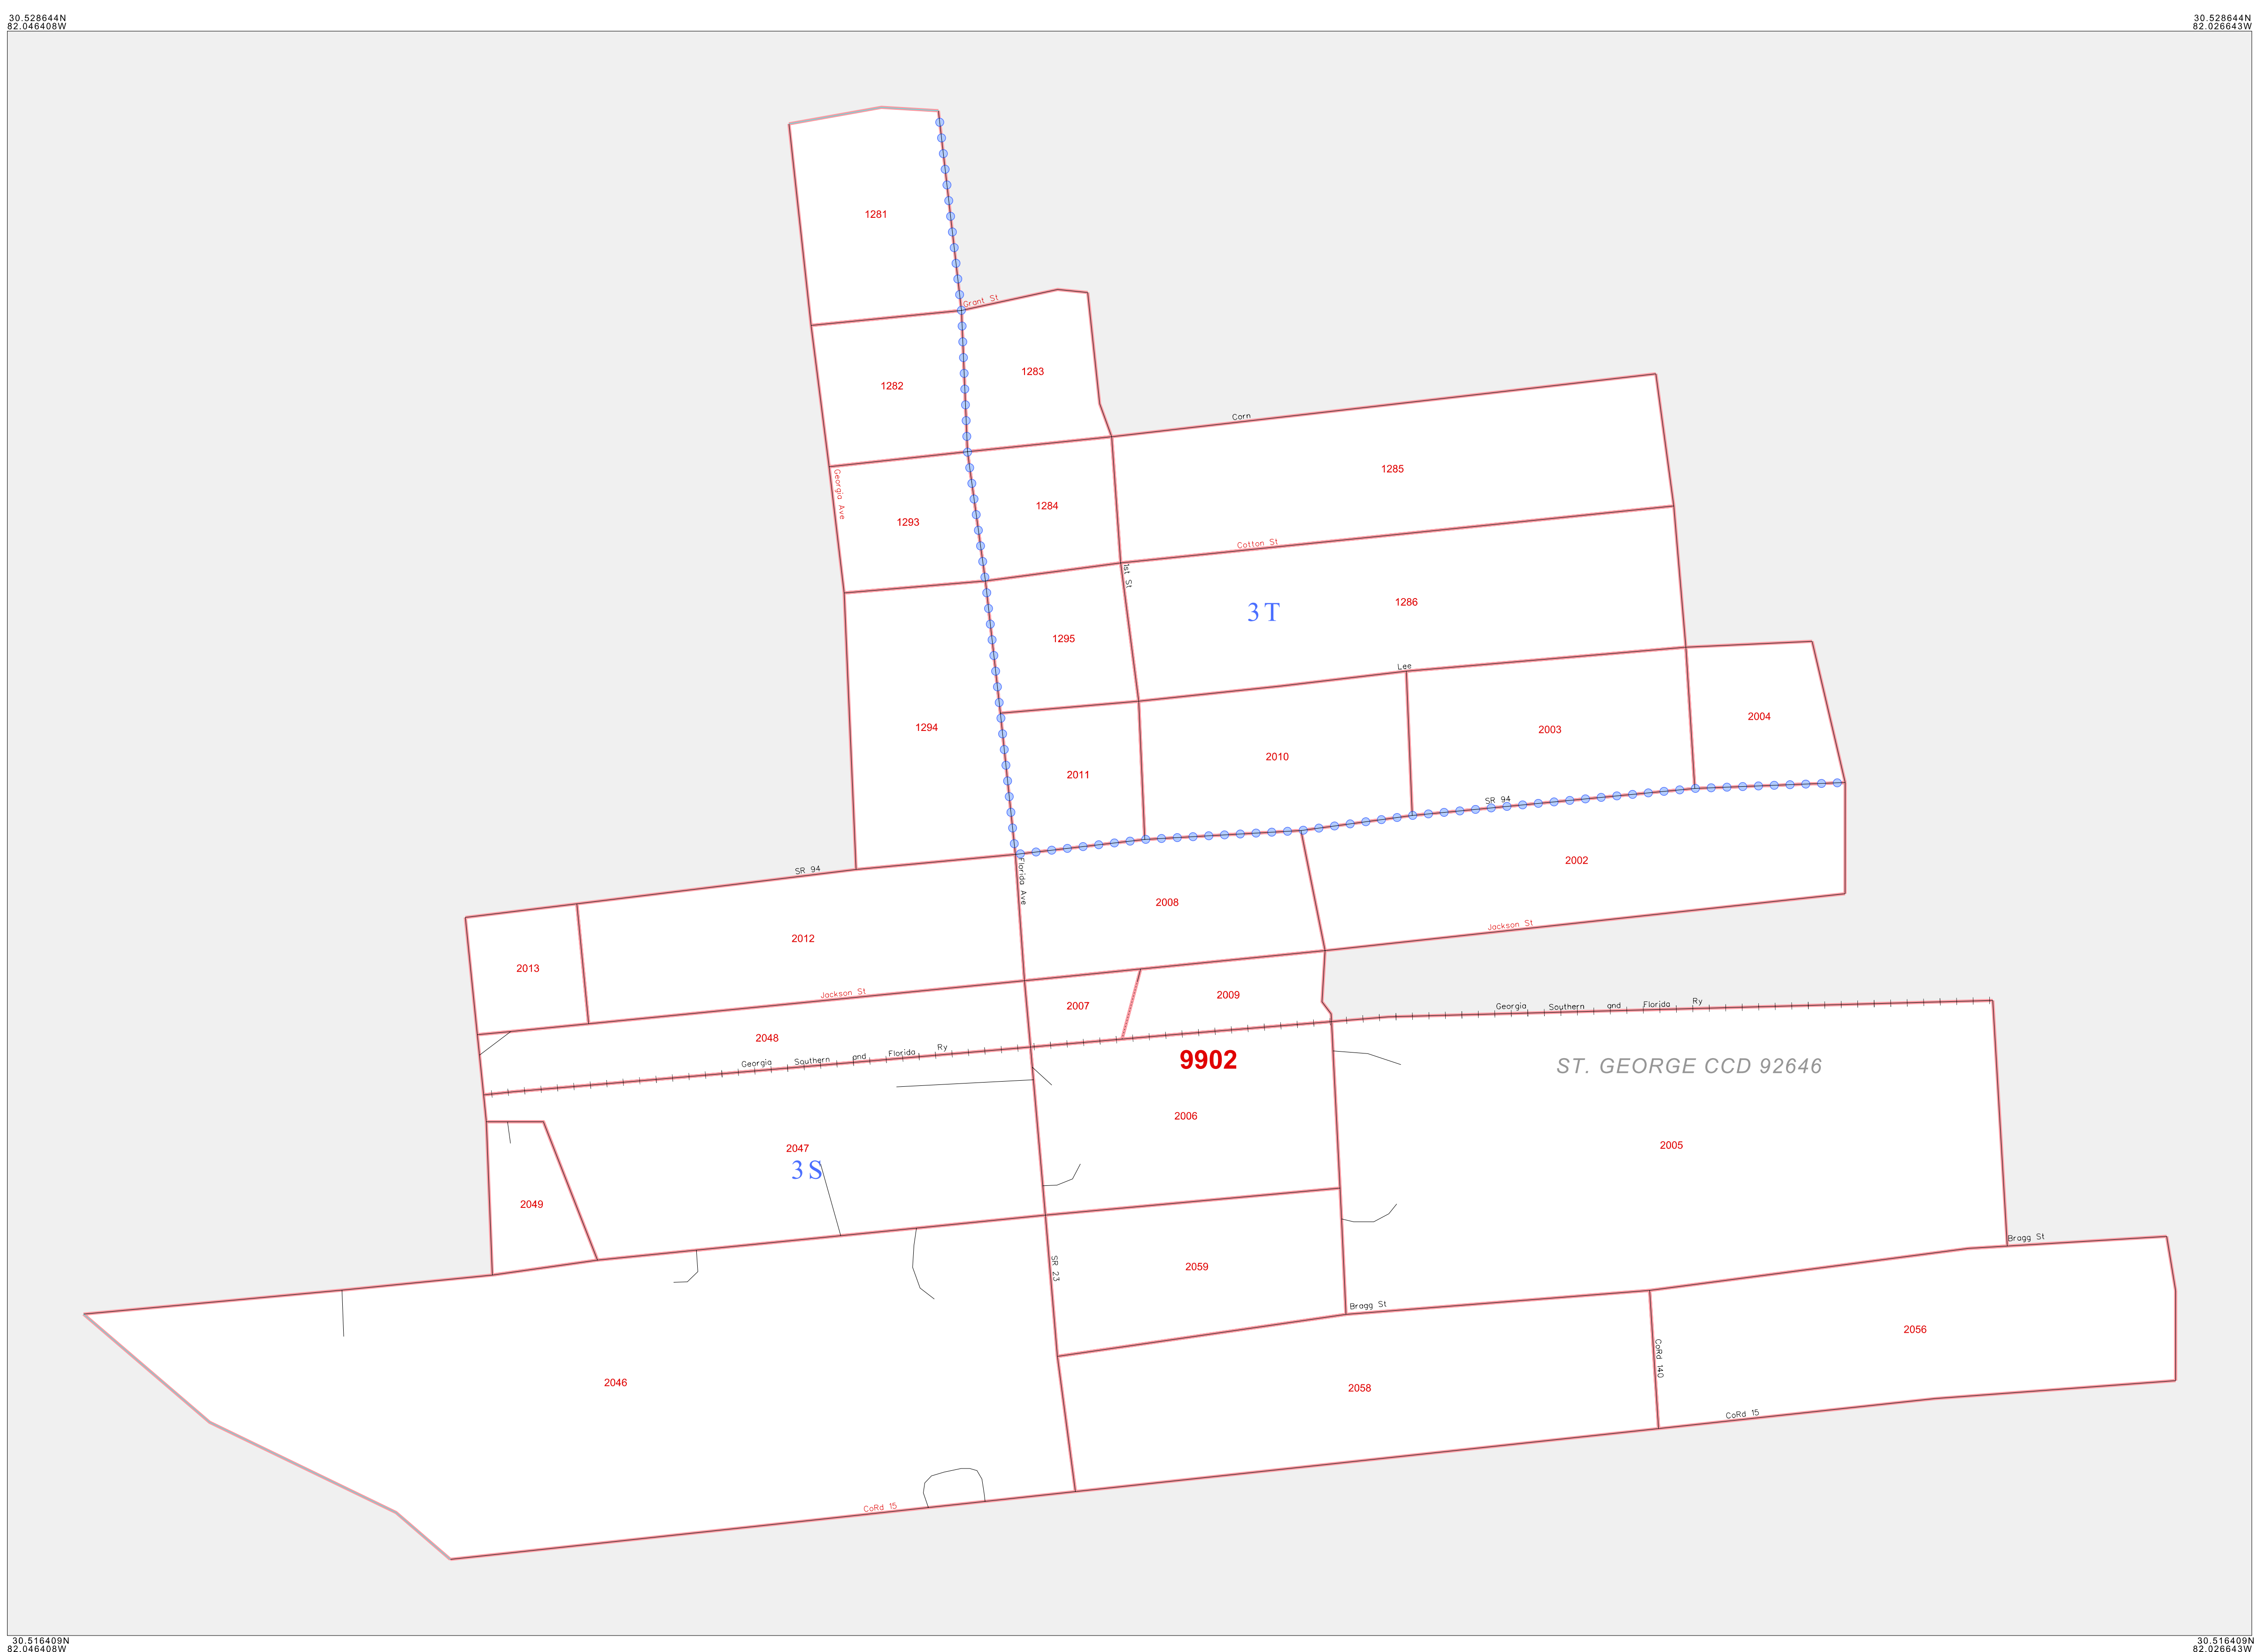 30.528644N
82.046408W
30.528644N
82.026643W
1281
Grant St
1283
1282
Corn
1285
Georgia Ave
1284
1293
Cotton St
1st St
1286
3T
1295
Lee
2004
1294
2003
2010
2011
SR 94
2002
SR 94
Florida Ave
2008
Jackson St
2012
2013
Jackson St
2009
2007
Georgia Southern and Florida Ry
2048
Georgia Southern and Florida Ry
9902
ST. GEORGE CCD 92646
2006
2005
2047
3S
2049
Bragg St
SR 23
2059
Bragg St
2056
CoRd 140
2046
2058
CoRd 15
CoRd 15
30.516409N
82.046408W
30.516409N
82.026643W